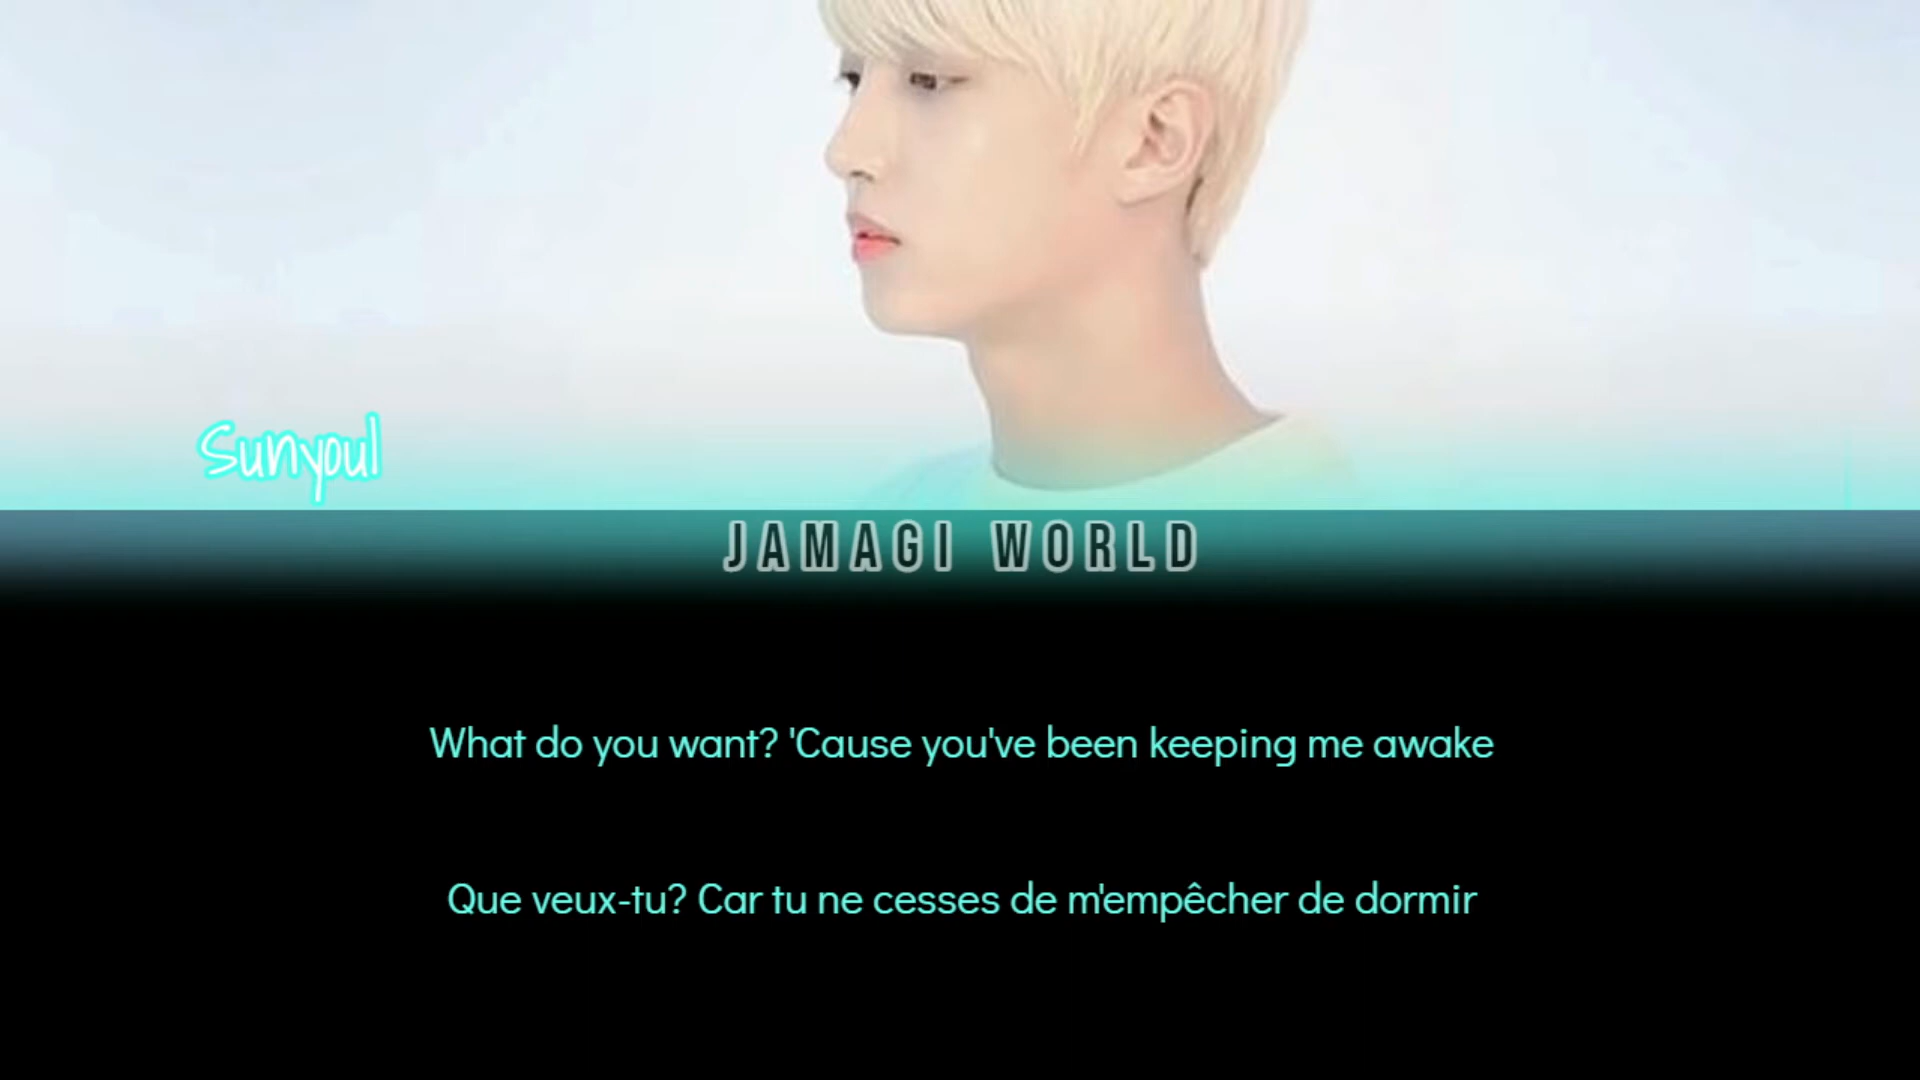 Sunyoul
JAMAGI WORLD
What do you want? 'Cause you've been keeping me awake
Que veux-tu? Car tu ne cesses de m'empêcher de dormir